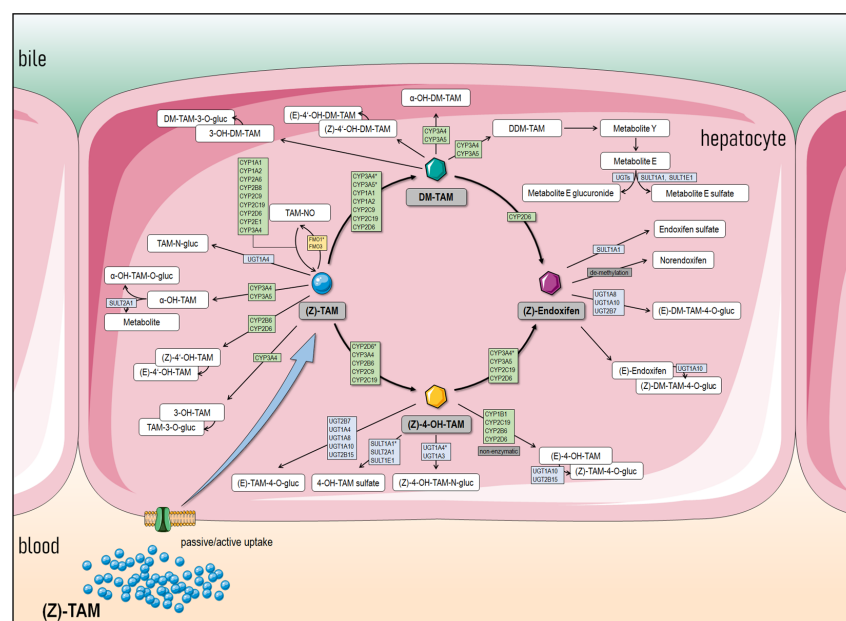 bile
hepatocyte
α-OH-DM-TAM
DM-TAM-3-O-gluc
3-OH-DM-TAM
(E)-4'-OH-DM-TAM
(Z)-4'-OH-DM-TAM
CYP3A4
CYP3A5
CYP3A4
CYP3A5
DDM-TAM
Metabolite Y
Metabolite E
UGTs
SULT1A1, SULT1E1
Metabolite E glucuronide
Metabolite E sulfate
DM-TAM
CYP1A1
CYP1A2
CYP2A6
CYP2B8
CYP2C9
CYP2C19
CYP2D6
CYP2E1
CYP3A4
CYP3A4*
CYP3A5*
CYP1A1
CYP1A2
CYP2C9
CYP2C19
CYP2D6
TAM-NO
FMO1*
FMO3
CYP2D6
TAM-N-gluc
UGT1A4
Endoxifen sulfate
SULT1A1
Norendoxifen
de-methylation
α-OH-TAM-O-gluc
α-OH-TAM
SULT2A1
Metabolite
CYP3A4
CYP3A5
(Z)-TAM
(Z)-Endoxifen
UGT1A8
UGT1A10
UGT2B7
(E)-DM-TAM-4-O-gluc
CYP2B6
CYP2D6
(Z)-4'-OH-TAM
(E)-4'-OH-TAM
CYP3A4
CYP2D6*
CYP3A4
CYP2B6
CYP2C9
CYP2C19
CYP3A4*
CYP3A5
CYP2C19
CYP2D6
(E)-Endoxifen
UGT1A10
(Z)-DM-TAM-4-O-gluc
3-OH-TAM
TAM-3-O-gluc
(Z)-4-OH-TAM
UGT2B7
UGT1A4
UGT1A8
UGT1A10
UGT2B15
SULT1A1*
SULT2A1
SULT1E1
UGT1A4*
UGT1A3
CYP1B1
CYP2C19
CYP2B6
CYP2D6
non-enzymatic
(E)-4-OH-TAM
UGT1A10
UGT2B15
(Z)-TAM-4-O-gluc
(E)-TAM-4-O-gluc
4-OH-TAM sulfate
(Z)-4-OH-TAM-N-gluc
passive/active uptake
blood
(Z)-TAM